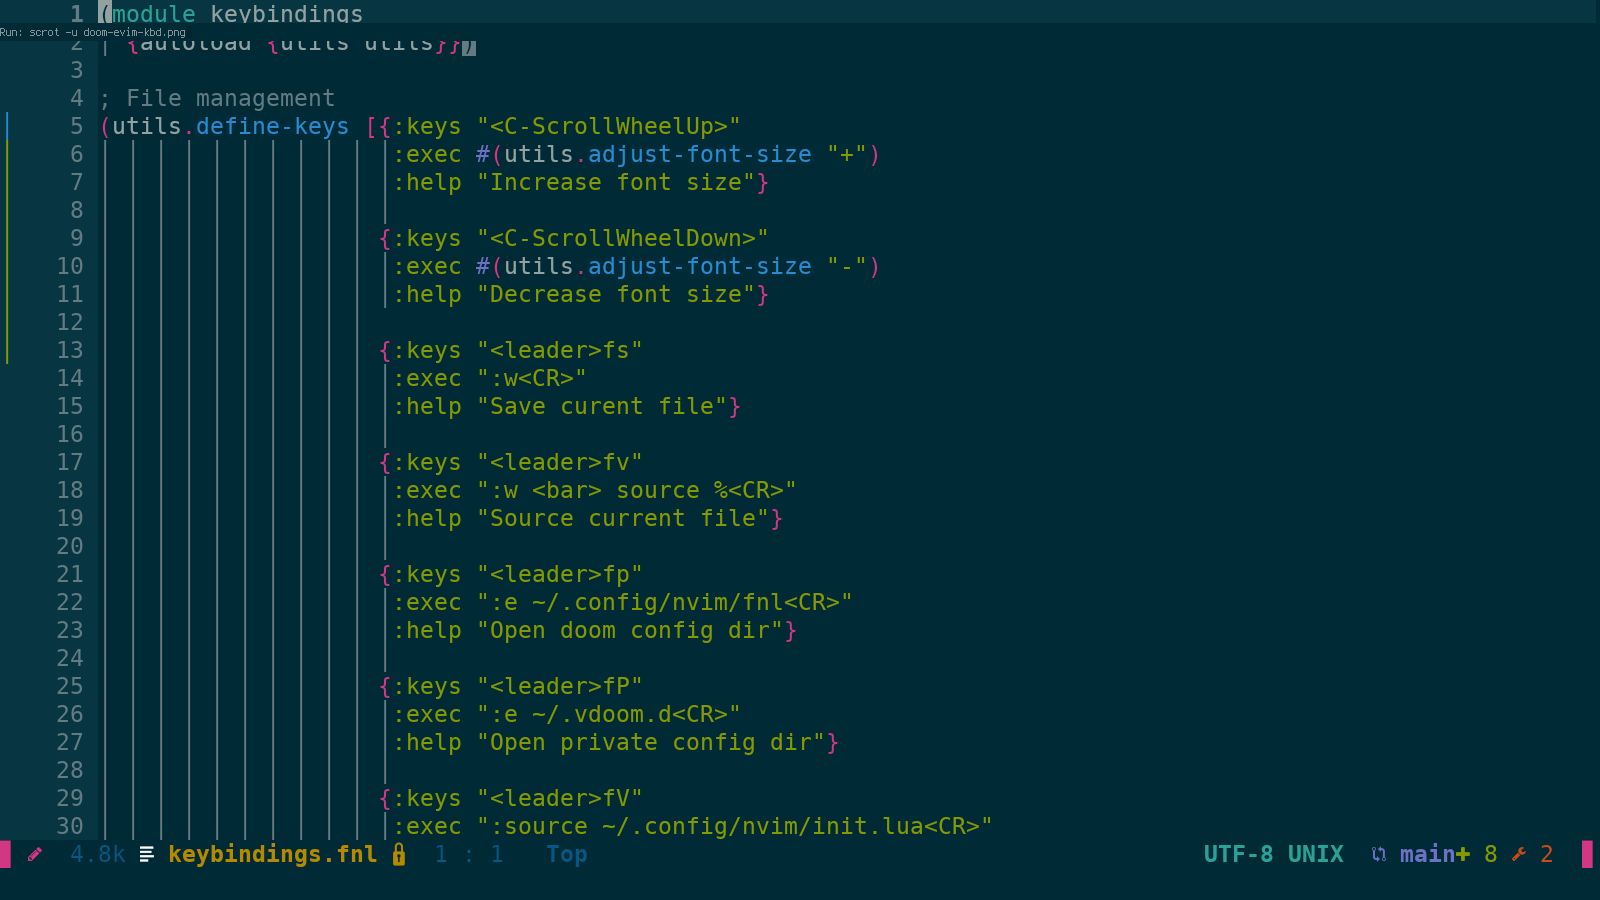 1 (module keybindings
Run: scrot -u doom-evim-kbd.png
2 {autoload {utils utils}})
3
4 ; File management
5 (utils.define-keys [{:keys "<C-ScrollWheelUp>"
6 :exec #(utils.adjust-font-size "+")
7 :help "Increase font size"}
8
9 {:keys "<C-ScrollWheelDown>"
10 :exec #(utils.adjust-font-size "-")
11 :help "Decrease font size"}
12
13 {:keys "<leader>fs"
14 :exec ":w<CR>"
15 :help "Save curent file"}
16
17 {:keys "<leader>fv"
18 :exec ":w <bar> source %<CR>"
19 :help "Source current file"}
20
21 {:keys "<leader>fp"
22 :exec ":e ~/.config/nvim/fnl<CR>"
23 :help "Open doom config dir"}
24
25 {:keys "<leader>fP"
26 :exec ":e ~/.vdoom.d<CR>"
27 :help "Open private config dir"}
28
29 {:keys "<leader>fV"
30 :exec ":source ~/.config/nvim/init.lua<CR>"
4.8k keybindings.fnl 1 : 1 Top UTF-8 UNIX main+ 8 2